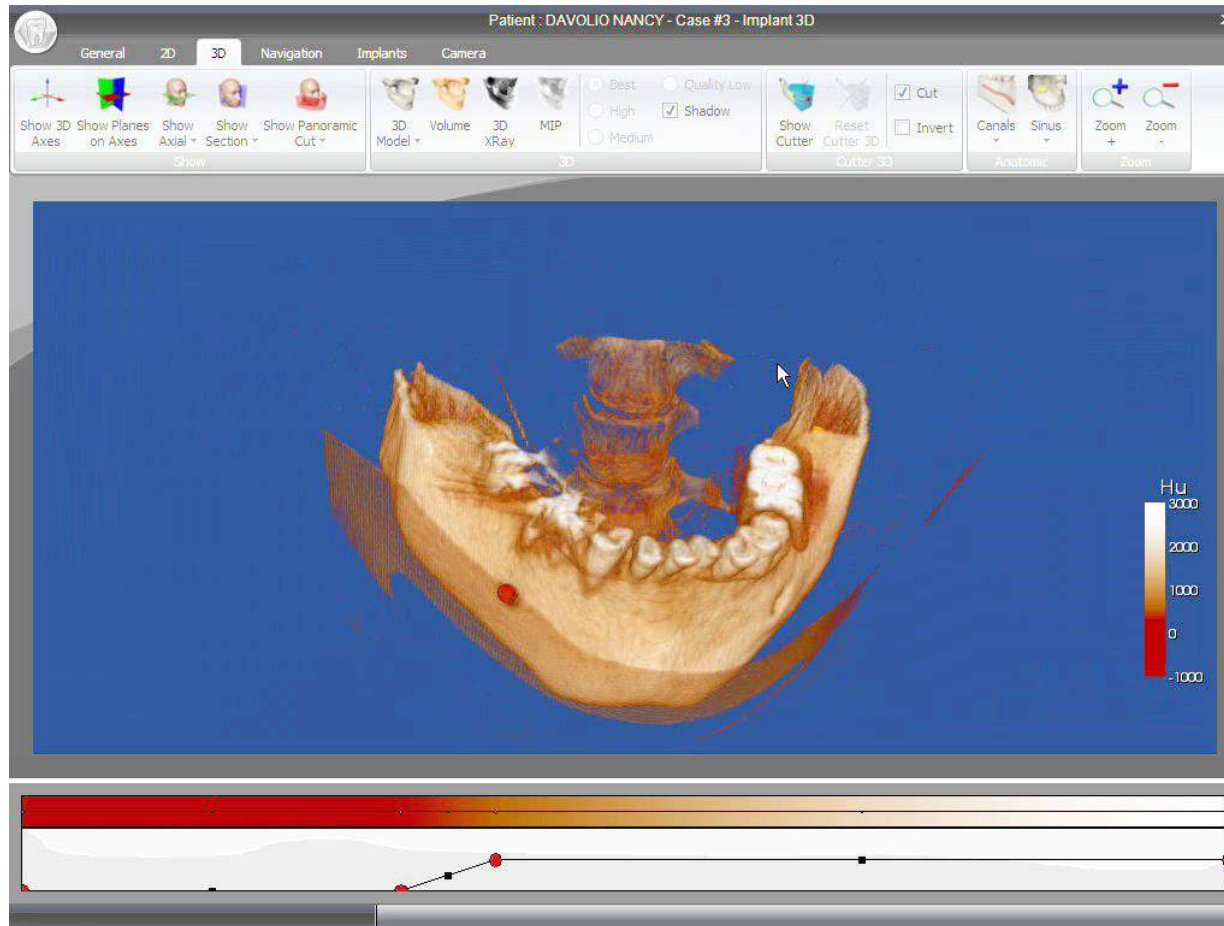 Patient : DAVOLIO NANCY - Case #3 - Implant 3D
General 2D 3D Navigation Implants Camera
Show 3D Axes
Show Planes on Axes
Show Axial
Show Section
Show Panoramic Cut
Show
3D Model
Volume
3D XRay
MIP
Best
High
Medium
Quality Low
Shadow
3D
Show Cutter
Reset Cutter 3D
Cut
Invert
Cutter 3D
Canals
Sinus
Anatomic
Zoom +
Zoom -
Zoom
Hu
3000
2000
1000
0
-1000